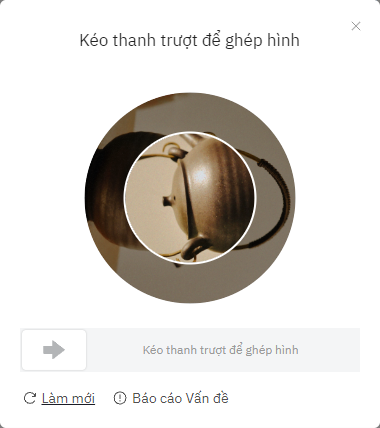 Kéo thanh trượt để ghép hình
Kéo thanh trượt để ghép hình
Làm mới
Báo cáo Vấn đề